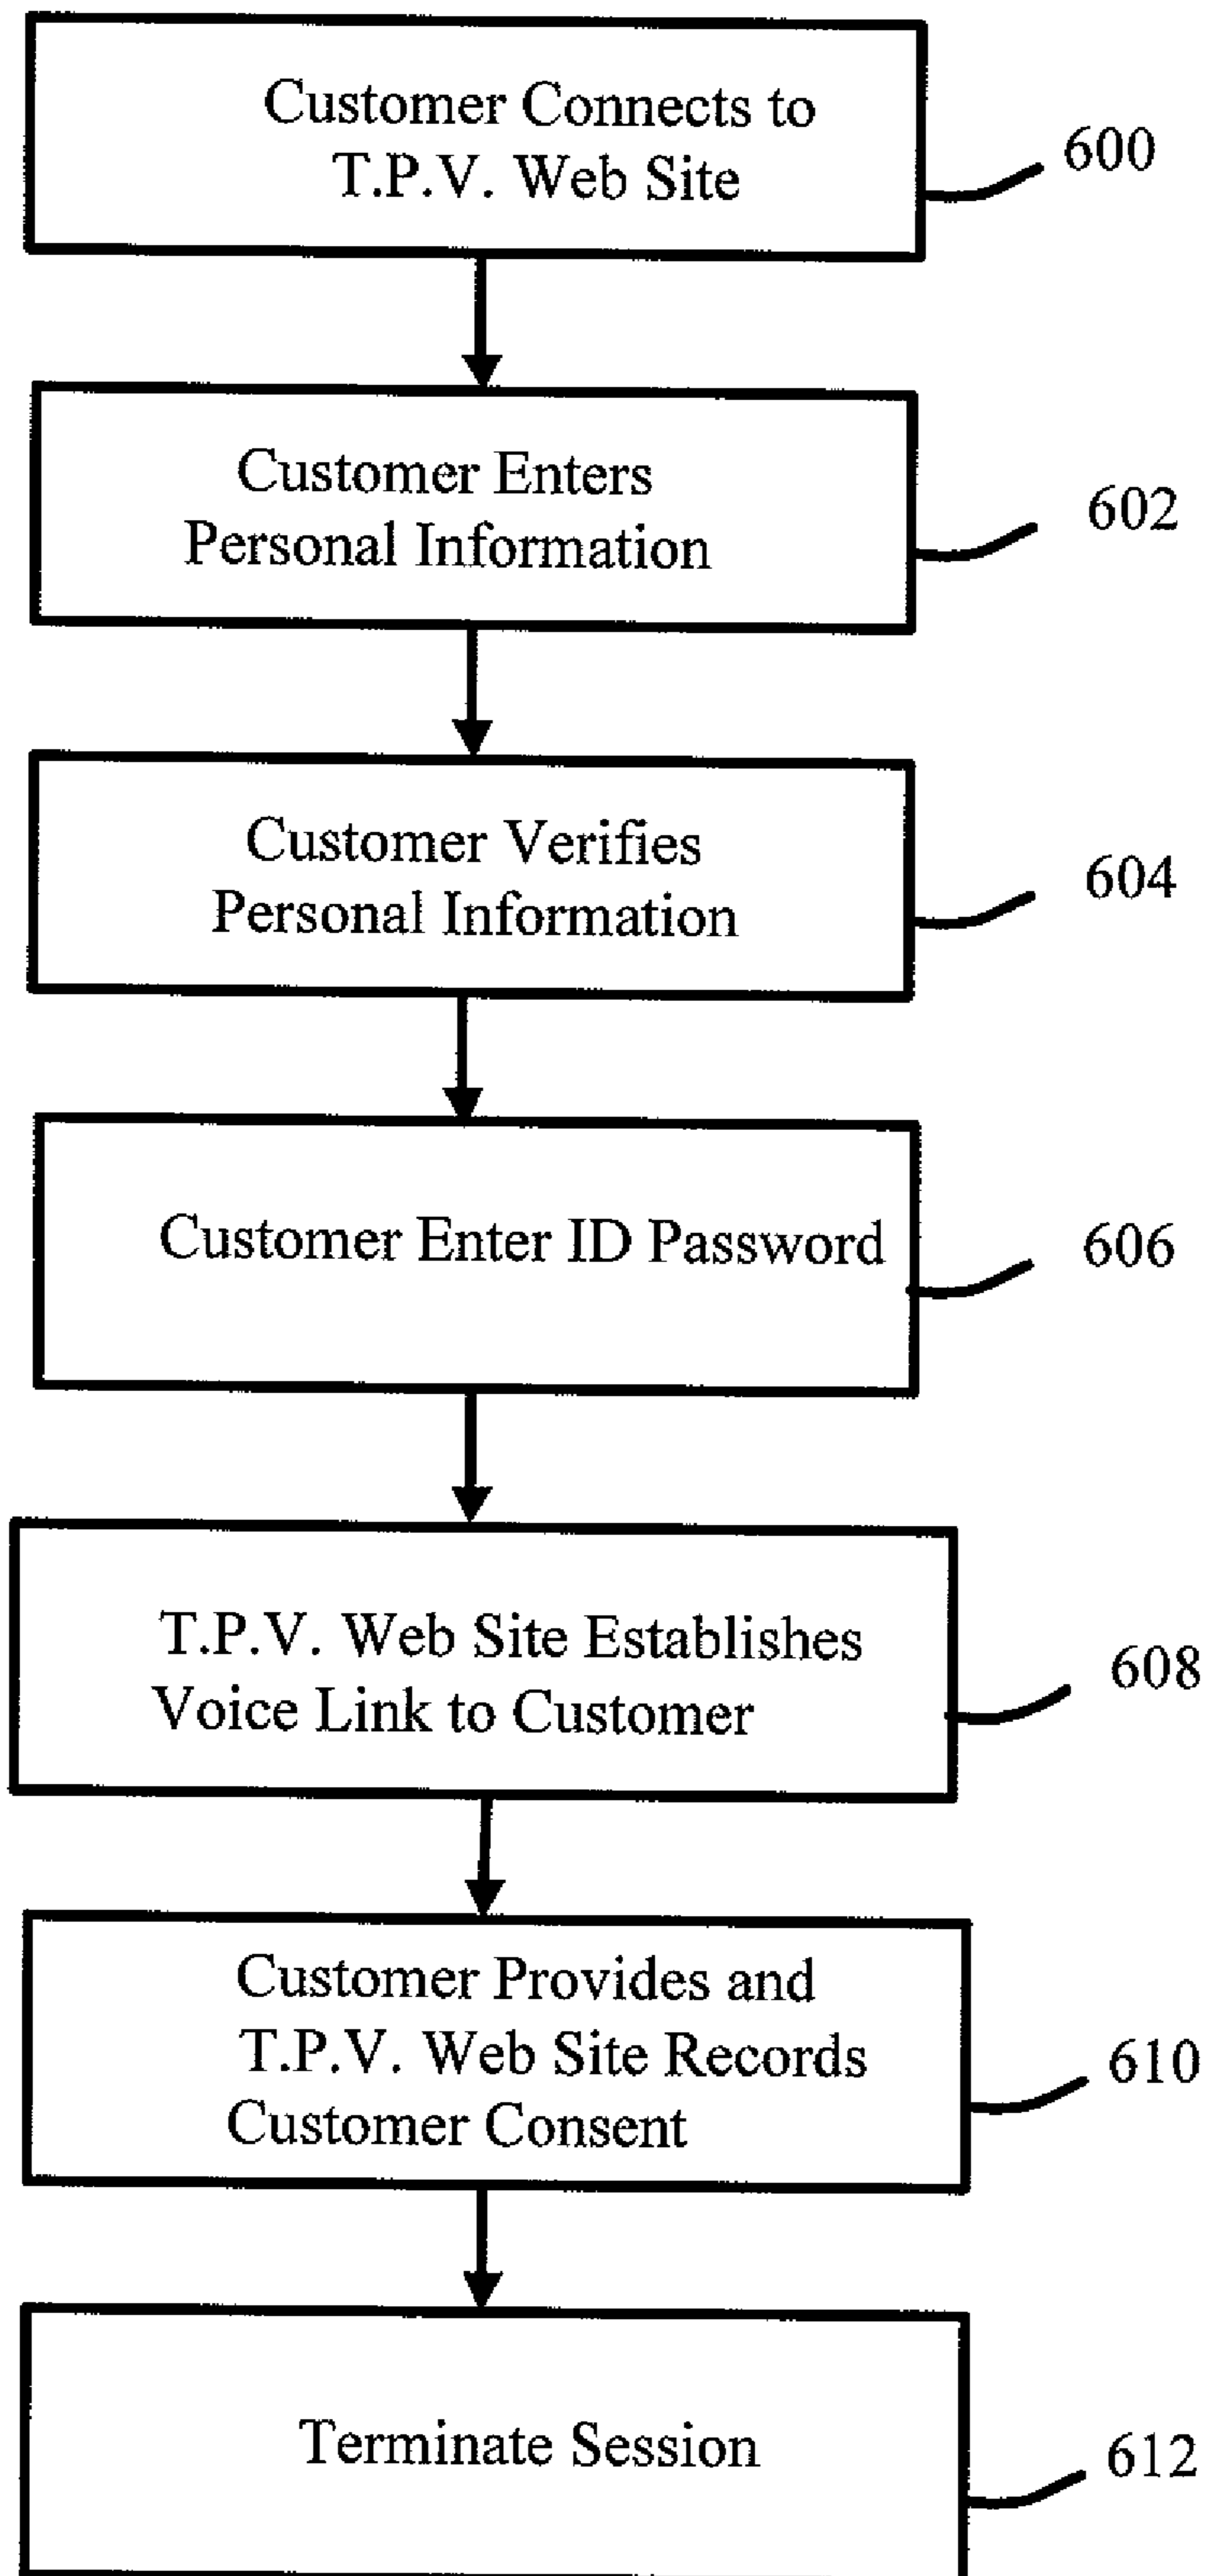 Customer Connects to
T.P.V. Web Site
600
Customer Enters
Personal Information
602
Customer Verifies
Personal Information
604
Customer Enter ID Password
606
T.P.V. Web Site Establishes
Voice Link to Customer
608
Customer Provides and
T.P.V. Web Site Records
Customer Consent
610
Terminate Session
612